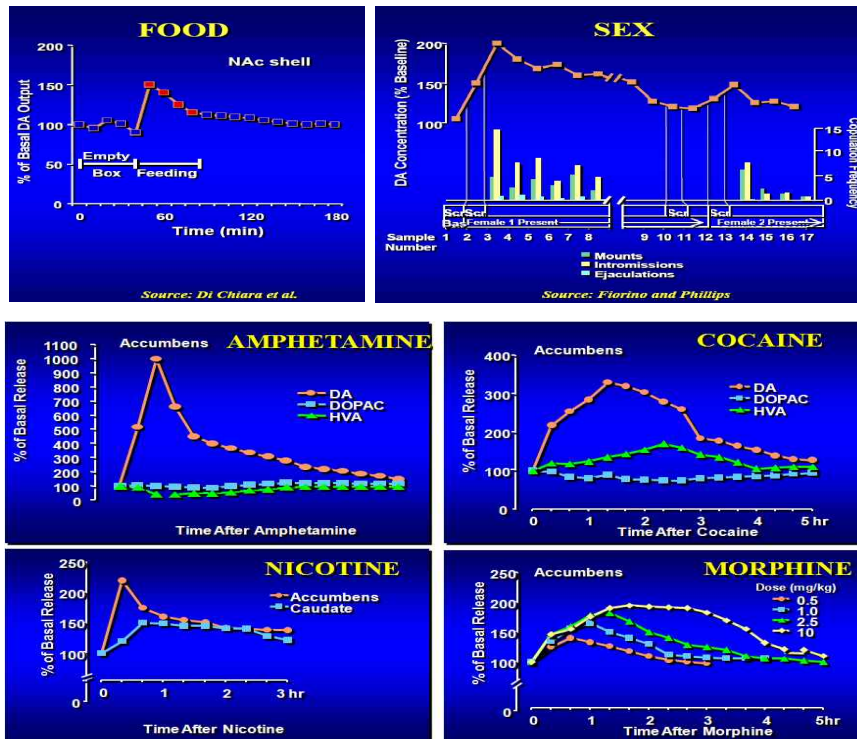 FOOD
NAc shell
% of Basal DA Output
200
150
100
50
0
Empty
Box Feeding
0 60 120 180
Time (min)
Source: Di Chiara et al.
SEX
DA Concentration (% Baseline)
200
150
100
15
10
5
0
Copulation Frequency
Scr Scr Scr Scr
Bas Female 1 Present Female 2 Present
Sample
Number
1 2 3 4 5 6 7 8 9 10 11 12 13 14 15 16 17
Mounts
Intromissions
Ejaculations
Source: Fiorino and Phillips
AMPHETAMINE
Accumbens
% of Basal Release
1100
1000
900
800
700
600
500
400
300
200
100
0
DA
DOPAC
HVA
Time After Amphetamine
COCAINE
Accumbens
% of Basal Release
400
300
200
100
0
DA
DOPAC
HVA
0 1 2 3 4 5 hr
Time After Cocaine
NICOTINE
% of Basal Release
250
200
150
100
0
Accumbens
Caudate
0 1 2 3 hr
Time After Nicotine
MORPHINE
Accumbens
% of Basal Release
250
200
150
100
0
Dose (mg/kg)
0.5
1.0
2.5
10
0 1 2 3 4 5hr
Time After Morphine